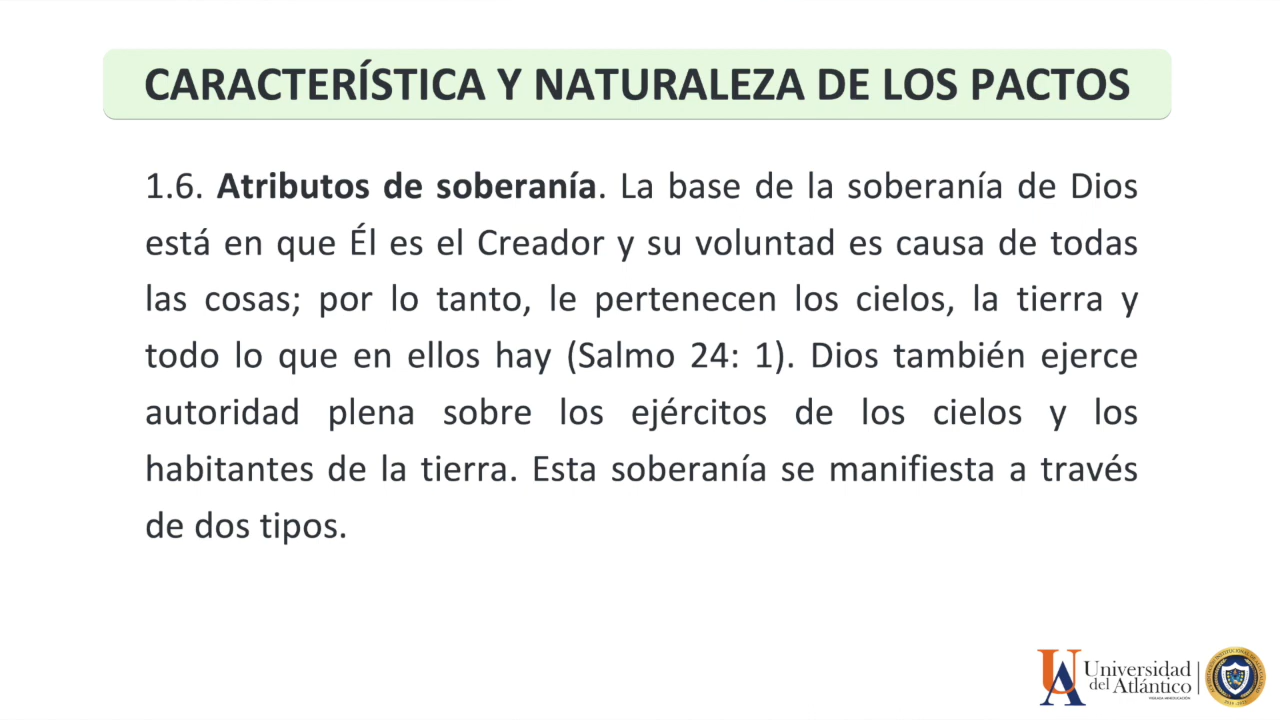 CARACTERÍSTICA Y NATURALEZA DE LOS PACTOS
1.6. Atributos de soberanía. La base de la soberanía de Dios
está en que Él es el Creador y su voluntad es causa de todas
las cosas; por lo tanto, le pertenecen los cielos, la tierra y
todo lo que en ellos hay (Salmo 24: 1). Dios también ejerce
autoridad plena sobre los ejércitos de los cielos y los
habitantes de la tierra. Esta soberanía se manifiesta a través
de dos tipos.
UA
Universidad
del Atlántico